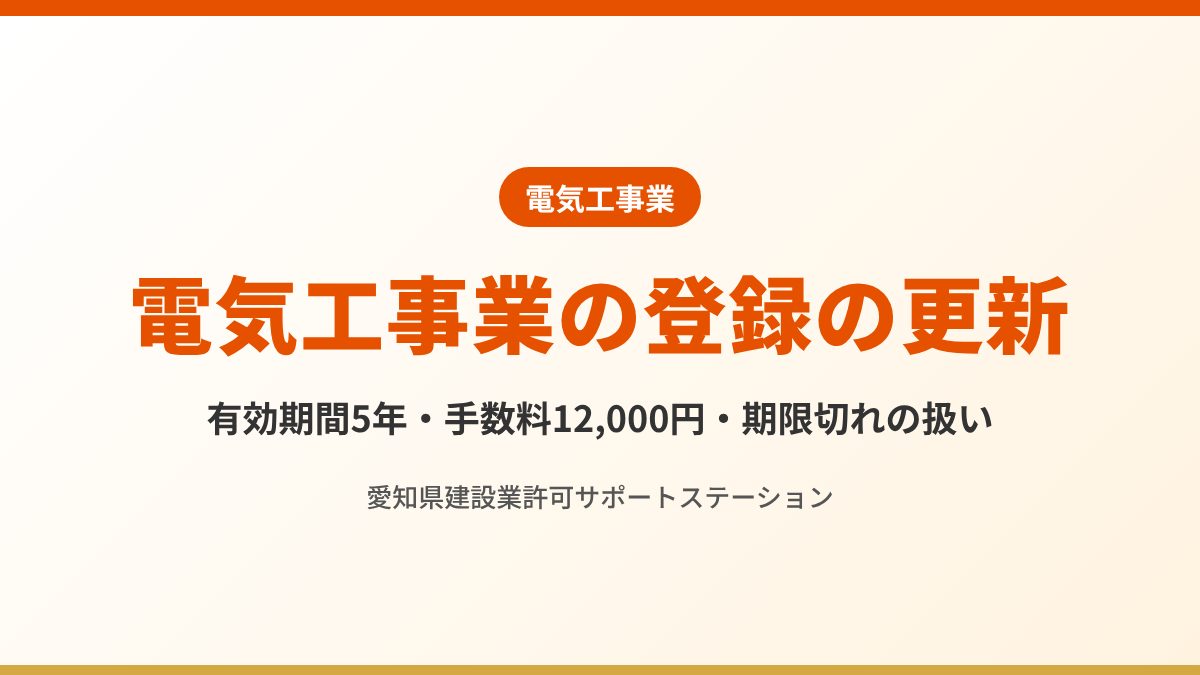 電気工事業
電気工事業の登録の更新
有効期間5年・手数料12,000円・期限切れの扱い
愛知県建設業許可サポートステーション